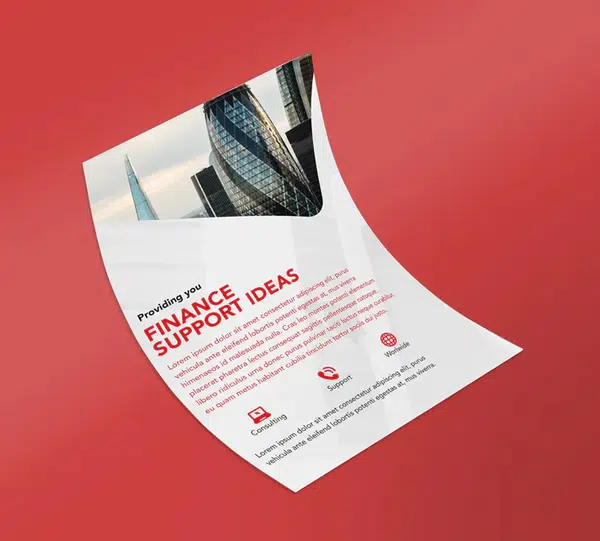 Providing you
FINANCE
SUPPORT IDEAS
Lorem ipsum dolor sit amet consectetur adipiscing elit, purus
vehicula ante eleifend lobortis potenti egestas at, mus viverra
himenaeos id malesuada nulla. Cras leo montes potenti elementum
placerat pharetra lectus consequat sagittis pellentesque natoque,
libero ridiculus urna donec purus pulvinar taciti luctus neque curabitur,
eu quam metus habitant cubilia tincidunt tortor sociis dui justo.
Consulting
Support
Worlwide
Lorem ipsum dolor sit amet consectetur adipiscing elit, purus
vehicula ante eleifend lobortis potenti egestas at, mus viverra.